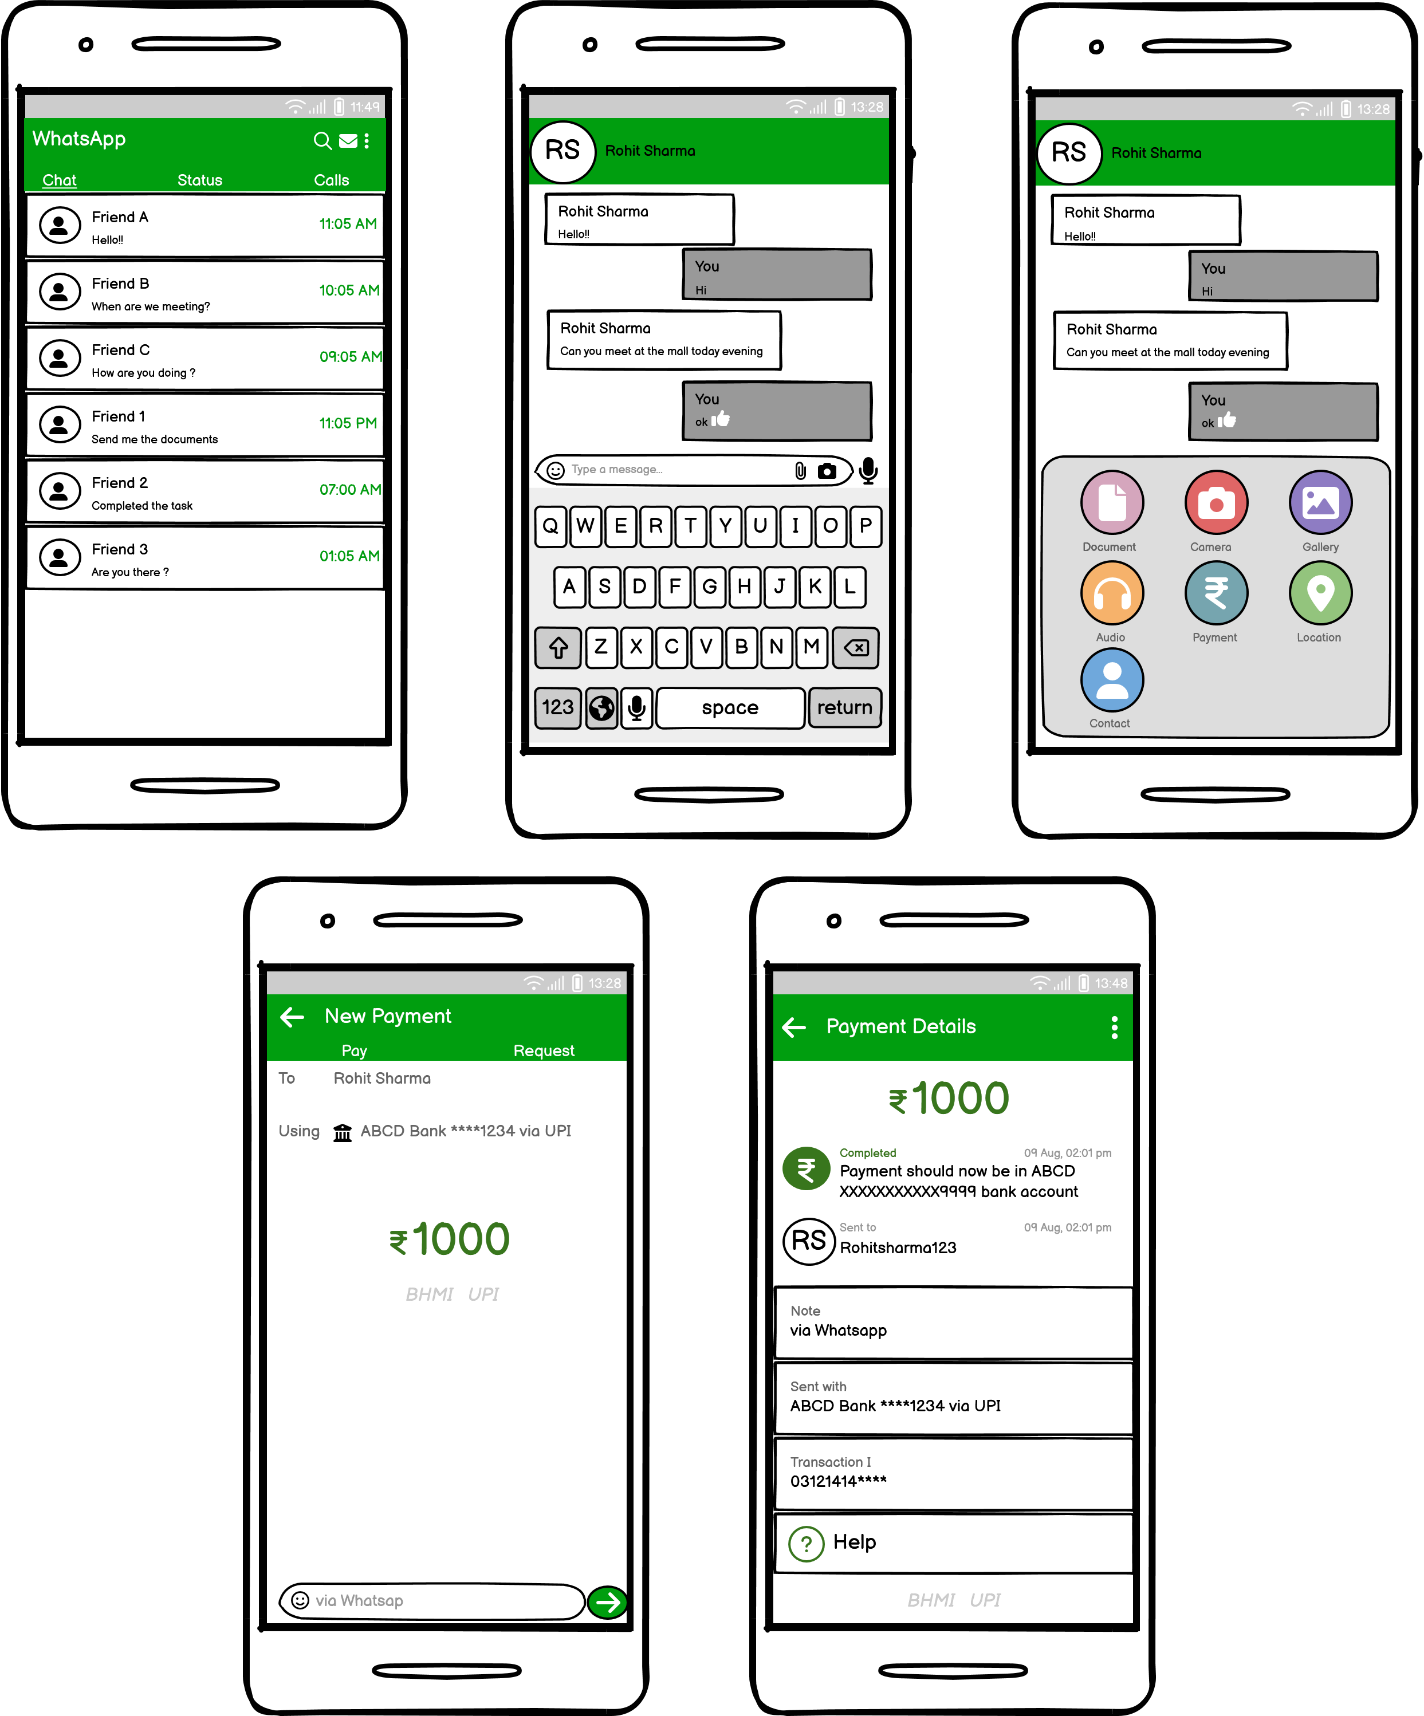 11:49
WhatsApp
Chat Status Calls
Friend A 11:05 AM
Hello!!
Friend B 10:05 AM
When are we meeting?
Friend C 09:05 AM
How are you doing ?
Friend 1 11:05 PM
Send me the documents
Friend 2 07:00 AM
Completed the task
Friend 3 01:05 AM
Are you there ?
13:28
RS Rohit Sharma
Rohit Sharma
Hello!!
You
Hi
Rohit Sharma
Can you meet at the mall today evening
You
ok
Type a message...
Q W E R T Y U I O P
A S D F G H J K L
Z X C V B N M
123 space return
13:28
RS Rohit Sharma
Rohit Sharma
Hello!!
You
Hi
Rohit Sharma
Can you meet at the mall today evening
You
ok
Document Camera Gallery
₹
Audio Payment Location
Contact
13:28
New Payment
Pay Request
To Rohit Sharma
Using ABCD Bank ****1234 via UPI
₹1000
BHMI UPI
via Whatsap
13:48
Payment Details
₹1000
Completed 09 Aug, 02:01 pm
₹ Payment should now be in ABCD
XXXXXXXXXXX9999 bank account
Sent to 09 Aug, 02:01 pm
RS Rohitsharma123
Note
via Whatsapp
Sent with
ABCD Bank ****1234 via UPI
Transaction I
03121414****
? Help
BHMI UPI